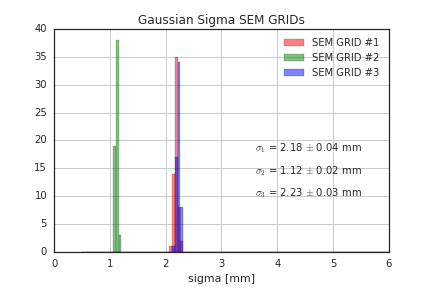 Gaussian Sigma SEM GRIDs
40
35
30
25
20
15
10
5
0
SEM GRID #1
SEM GRID #2
SEM GRID #3
σ₁ = 2.18 ± 0.04 mm
σ₂ = 1.12 ± 0.02 mm
σ₃ = 2.23 ± 0.03 mm
0 1 2 3 4 5 6
sigma [mm]